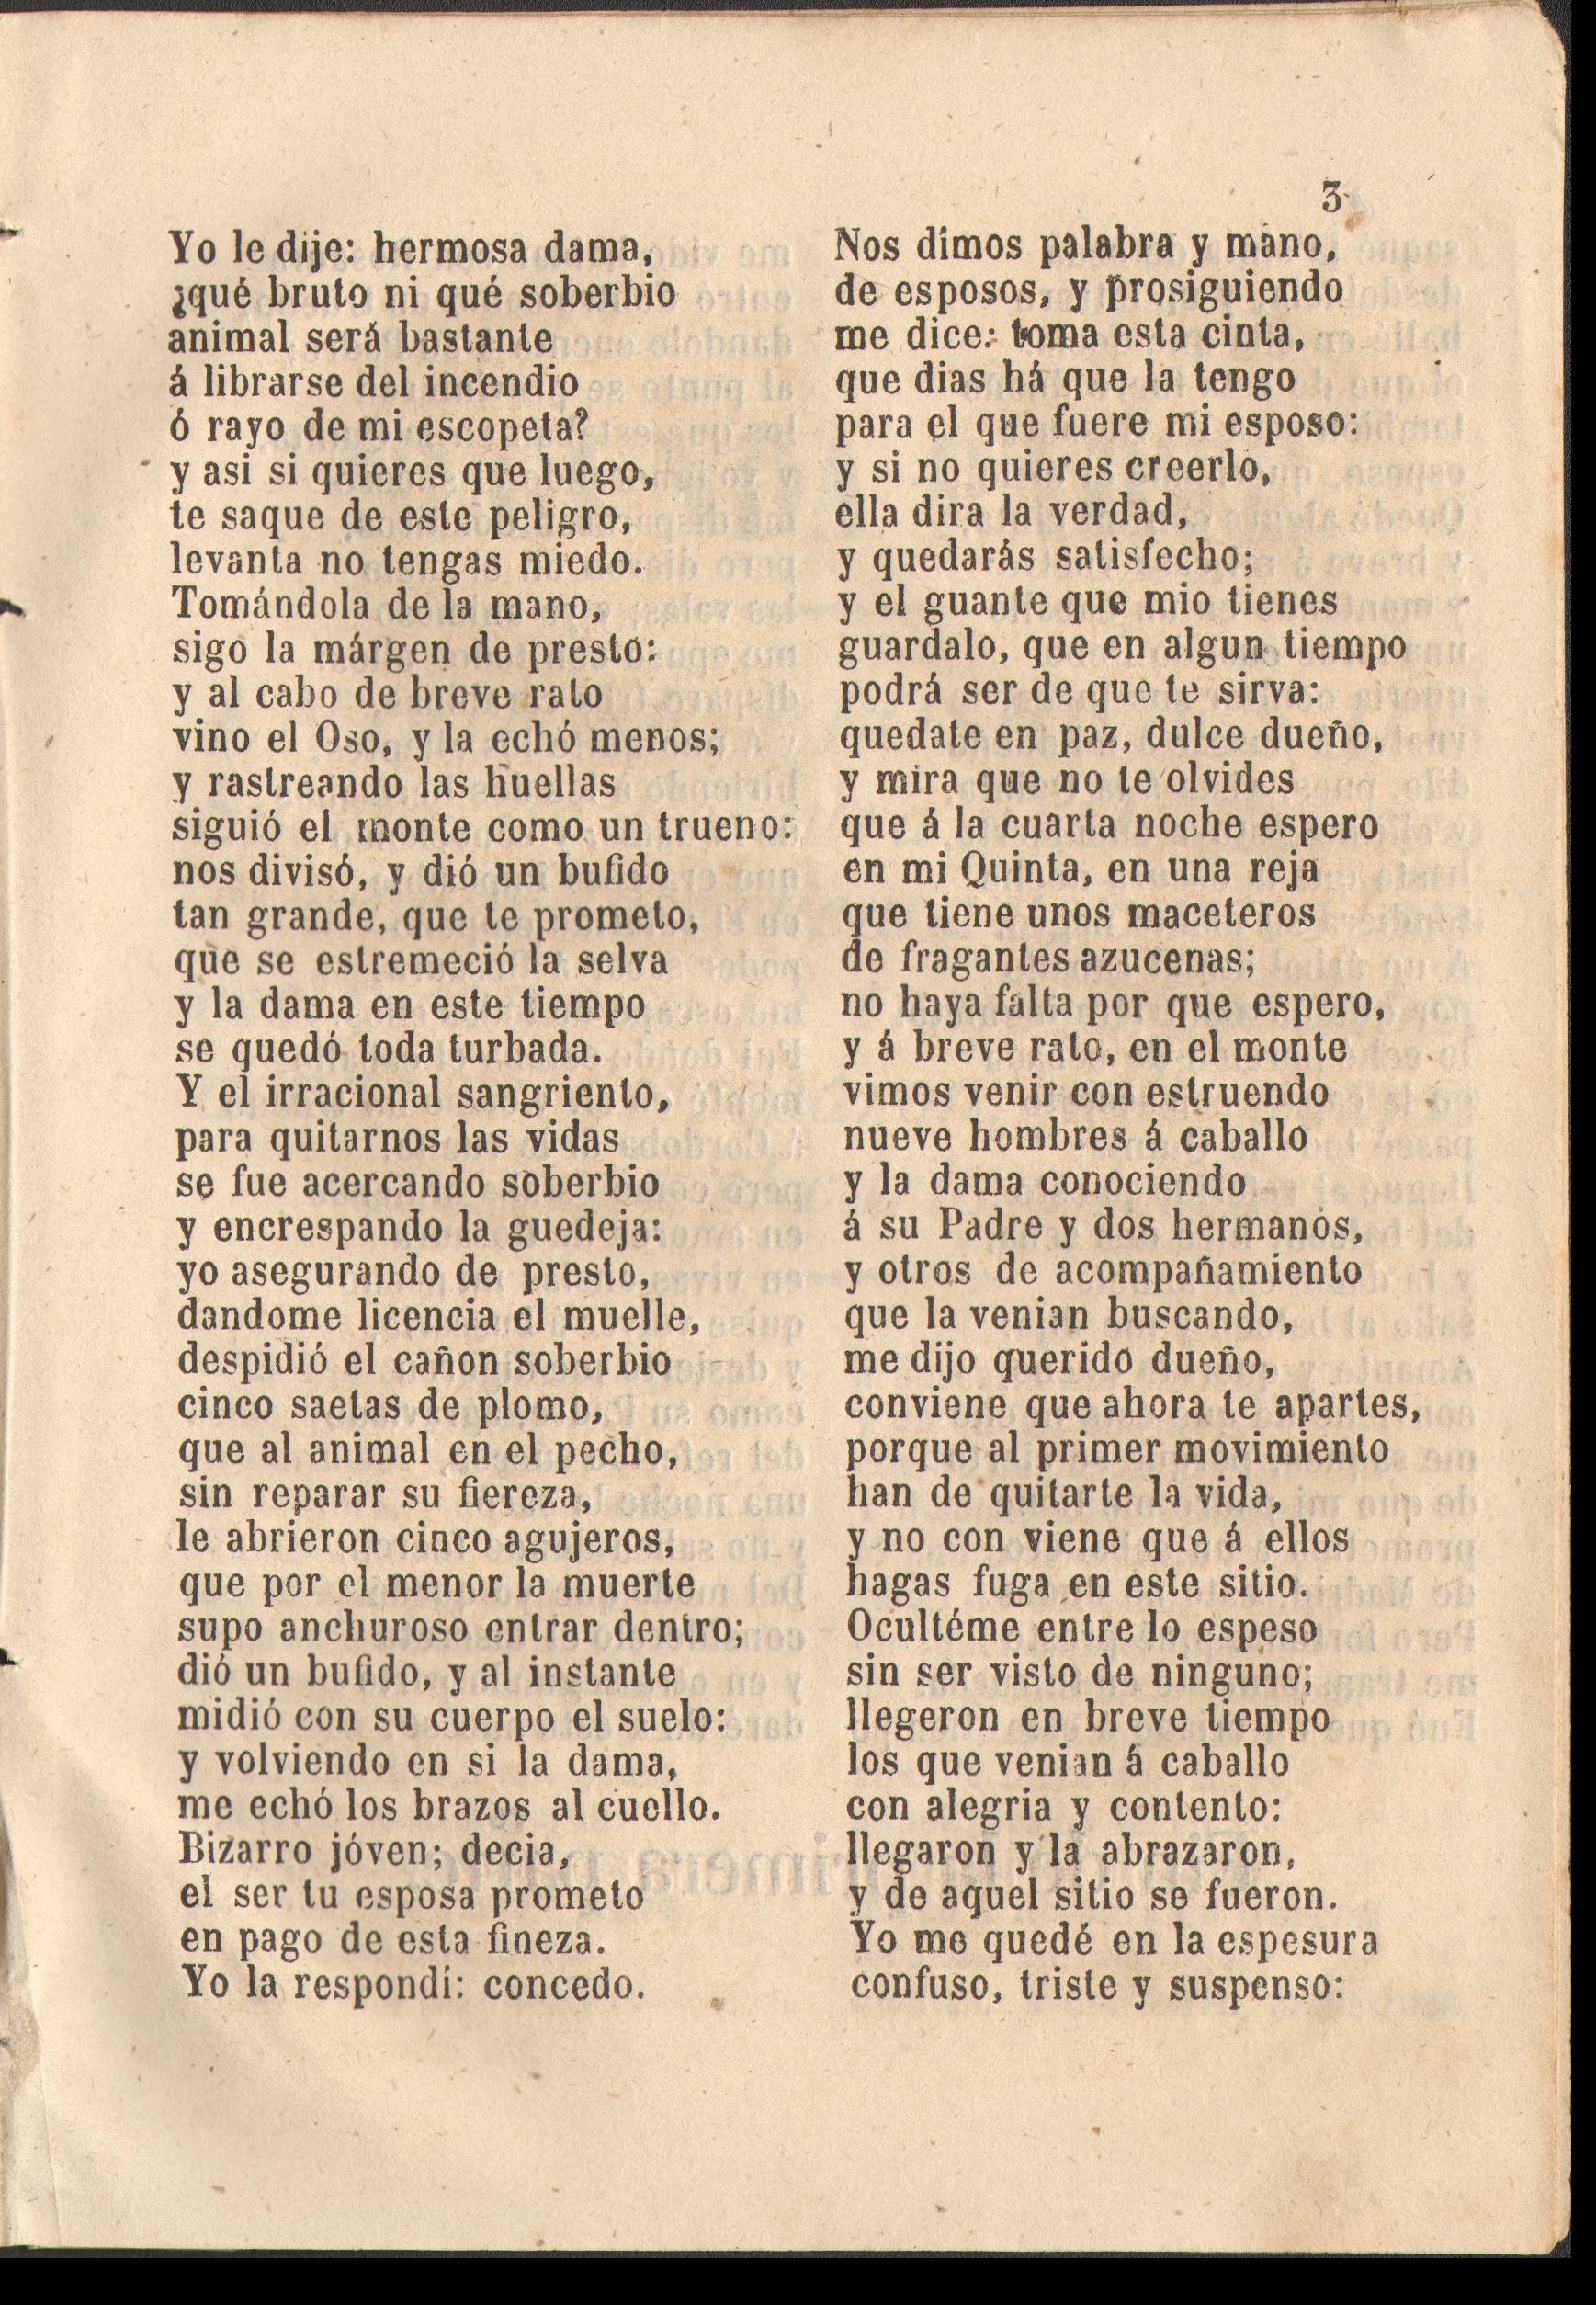 3
Yo le dije: hermosa dama,
¿qué bruto ni qué soberbio
animal será bastante
á librarse del incendio
ó rayo de mi escopeta?
y asi si quieres que luego,
te saque de este peligro,
levanta no tengas miedo.
Tomándola de la mano,
sigo la márgen de presto:
y al cabo de breve rato
vino el Oso, y la echó menos;
y rastreando las huellas
siguió el monte como un trueno:
nos divisó, y dió un bufido
tan grande, que te prometo,
que se estremeció la selva
y la dama en este tiempo
se quedó toda turbada.
Y el irracional sangriento,
para quitarnos las vidas
se fue acercando soberbio
y encrespando la guedeja:
yo asegurando de presto,
dandome licencia el muelle,
despidió el cañon soberbio
cinco saetas de plomo,
que al animal en el pecho,
sin reparar su fiereza,
le abrieron cinco agujeros,
que por el menor la muerte
supo anchuroso entrar dentro;
dió un bufido, y al instante
midió con su cuerpo el suelo:
y volviendo en si la dama,
me echó los brazos al cuello.
Bizarro jóven; decia,
el ser tu esposa prometo
en pago de esta fineza.
Yo la respondí: concedo.
Nos dimos palabra y mano,
de esposos, y prosiguiendo
me dice: toma esta cinta,
que dias há que la tengo
para el que fuere mi esposo:
y si no quieres creerlo,
ella dira la verdad,
y quedarás satisfecho;
y el guante que mio tienes
guardalo, que en algun tiempo
podrá ser de que te sirva:
quedate en paz, dulce dueño,
y mira que no te olvides
que á la cuarta noche espero
en mi Quinta, en una reja
que tiene unos maceteros
de fragantes azucenas;
no haya falta por que espero,
y á breve rato, en el monte
vimos venir con estruendo
nueve hombres á caballo
y la dama conociendo
á su Padre y dos hermanos,
y otros de acompañamiento
que la venian buscando,
me dijo querido dueño,
conviene que ahora te apartes,
porque al primer movimiento
han de quitarte la vida,
y no con viene que á ellos
hagas fuga en este sitio.
Ocultéme entre lo espeso
sin ser visto de ninguno;
llegeron en breve tiempo
los que venian á caballo
con alegria y contento:
llegaron y la abrazaron,
y de aquel sitio se fueron.
Yo me quedé en la espesura
confuso, triste y suspenso: